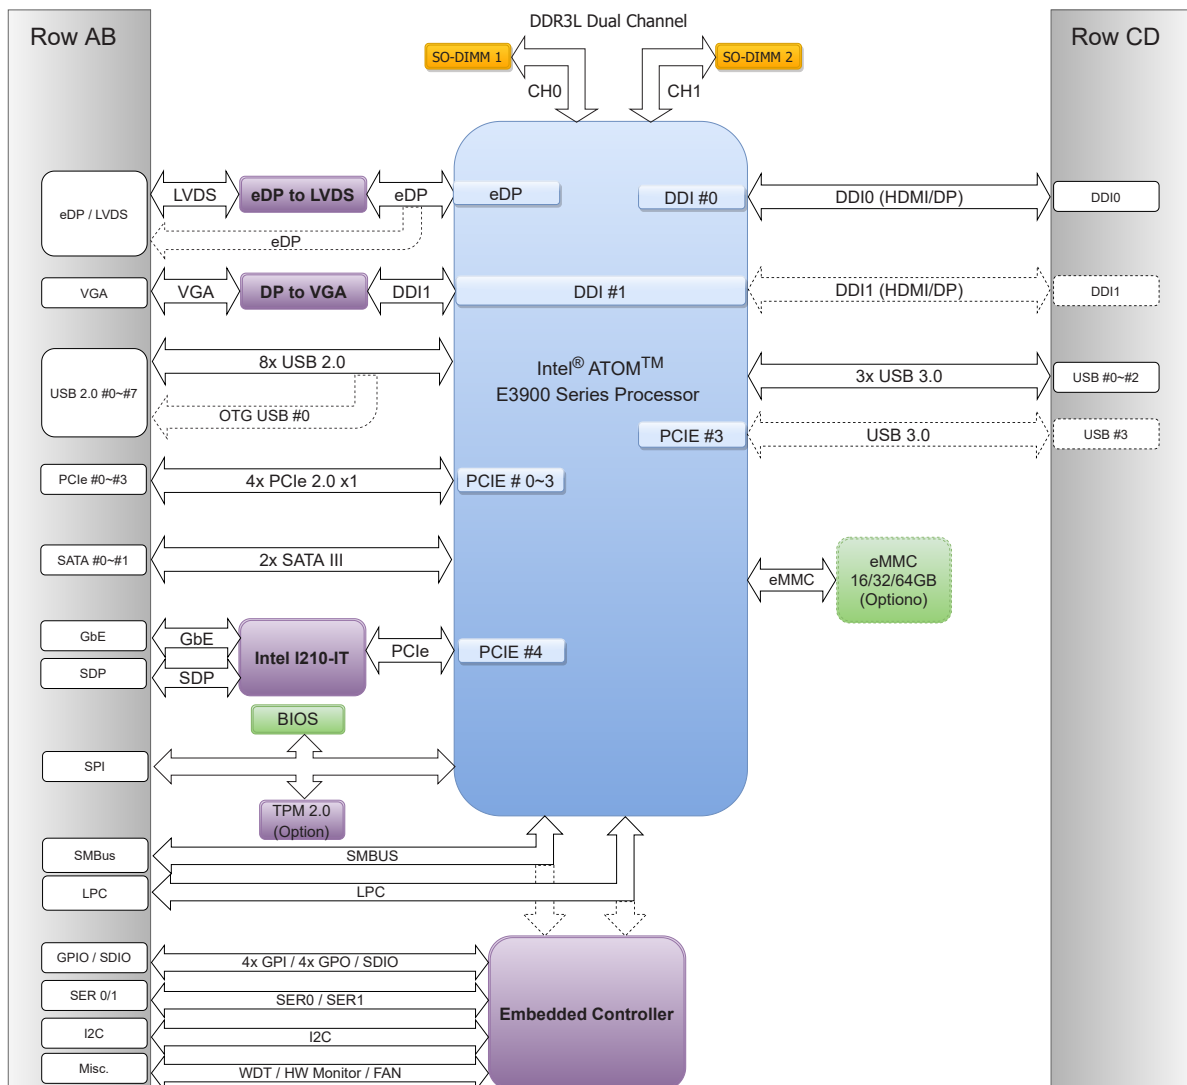 DDR3L Dual Channel
Row AB
Row CD
SO-DIMM 1
SO-DIMM 2
CH0
CH1
eDP / LVDS
LVDS
eDP to LVDS
eDP
eDP
DDI #0
DDI0 (HDMI/DP)
DDI0
eDP
VGA
VGA
DP to VGA
DDI1
DDI #1
DDI1 (HDMI/DP)
DDI1
8x USB 2.0
Intel® ATOM™
E3900 Series Processor
3x USB 3.0
USB #0~#2
USB 2.0 #0~#7
OTG USB #0
PCIE #3
USB 3.0
USB #3
PCIe #0~#3
4x PCIe 2.0 x1
PCIE # 0~3
SATA #0~#1
2x SATA III
eMMC
eMMC
16/32/64GB
(Optiono)
GbE
GbE
Intel I210-IT
PCIe
PCIE #4
SDP
SDP
BIOS
SPI
TPM 2.0
(Option)
SMBus
SMBUS
LPC
LPC
GPIO / SDIO
4x GPI / 4x GPO / SDIO
SER 0/1
SER0 / SER1
Embedded Controller
I2C
I2C
Misc.
WDT / HW Monitor / FAN